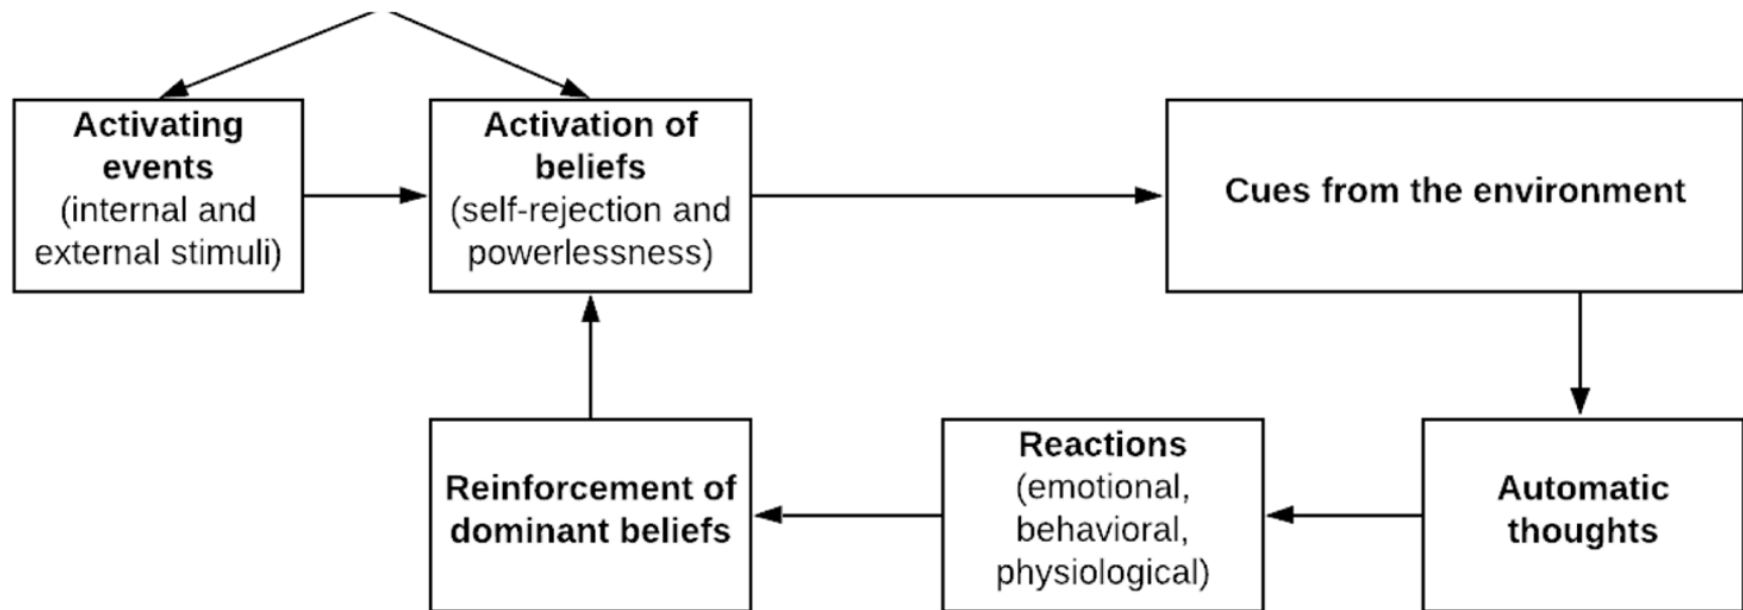 Activating
events
(internal and
external stimuli)
Activation of
beliefs
(self-rejection and
powerlessness)
Cues from the environment
Reinforcement of
dominant beliefs
Reactions
(emotional,
behavioral,
physiological)
Automatic
thoughts